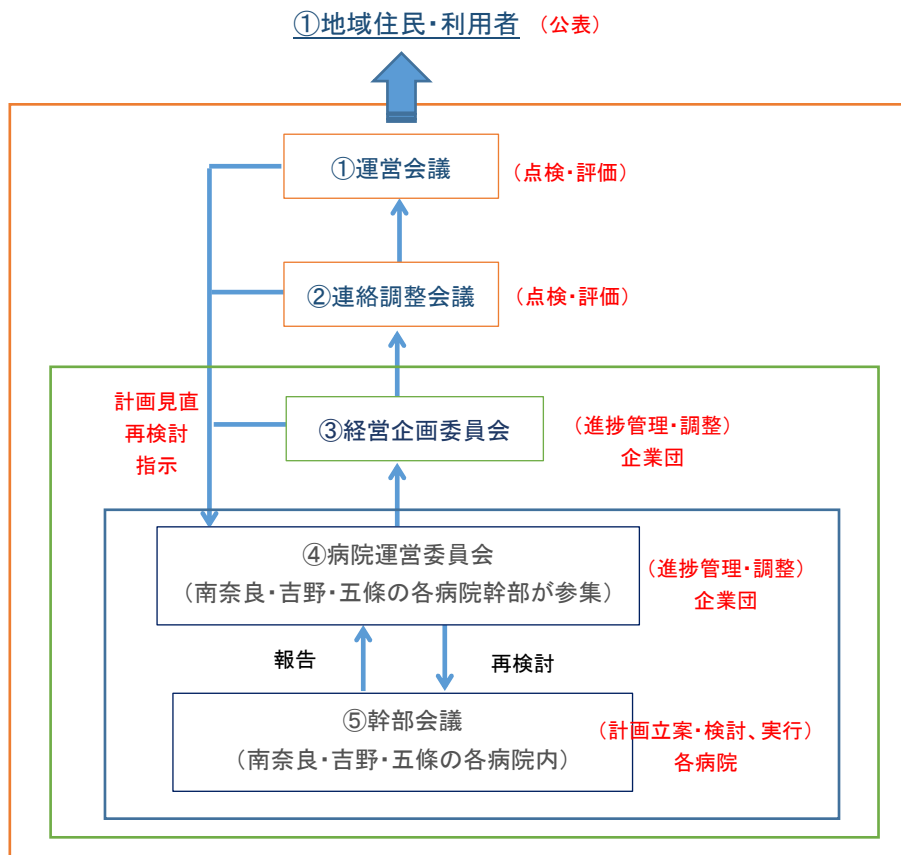 ①地域住民・利用者 (公表)
①運営会議 (点検・評価)
②連絡調整会議 (点検・評価)
計画見直
再検討
指示
③経営企画委員会 (進捗管理・調整)
企業団
④病院運営委員会
(南奈良・吉野・五條の各病院幹部が参集)
(進捗管理・調整)
企業団
報告 再検討
⑤幹部会議
(南奈良・吉野・五條の各病院内)
(計画立案・検討、実行)
各病院